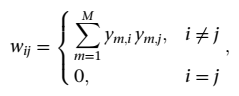 w_{ij} = \begin{cases} \sum_{m=1}^{M} y_{m,i} y_{m,j}, & i \neq j \\ 0, & i = j \end{cases},